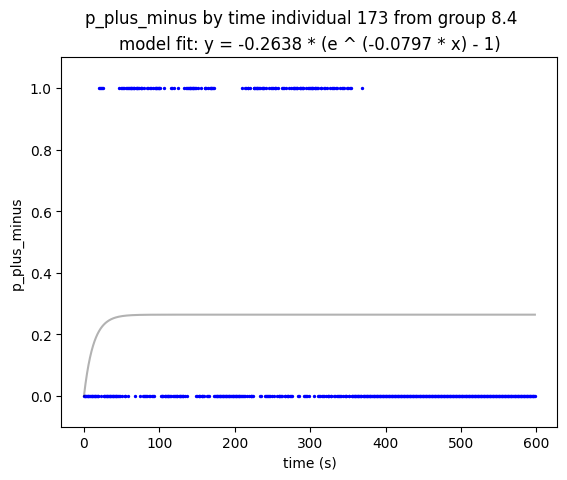 p_plus_minus by time individual 173 from group 8.4
model fit: y = -0.2638 * (e ^ (-0.0797 * x) - 1)
1.0
0.8
0.6
0.4
0.2
0.0
p_plus_minus
0 100 200 300 400 500 600
time (s)